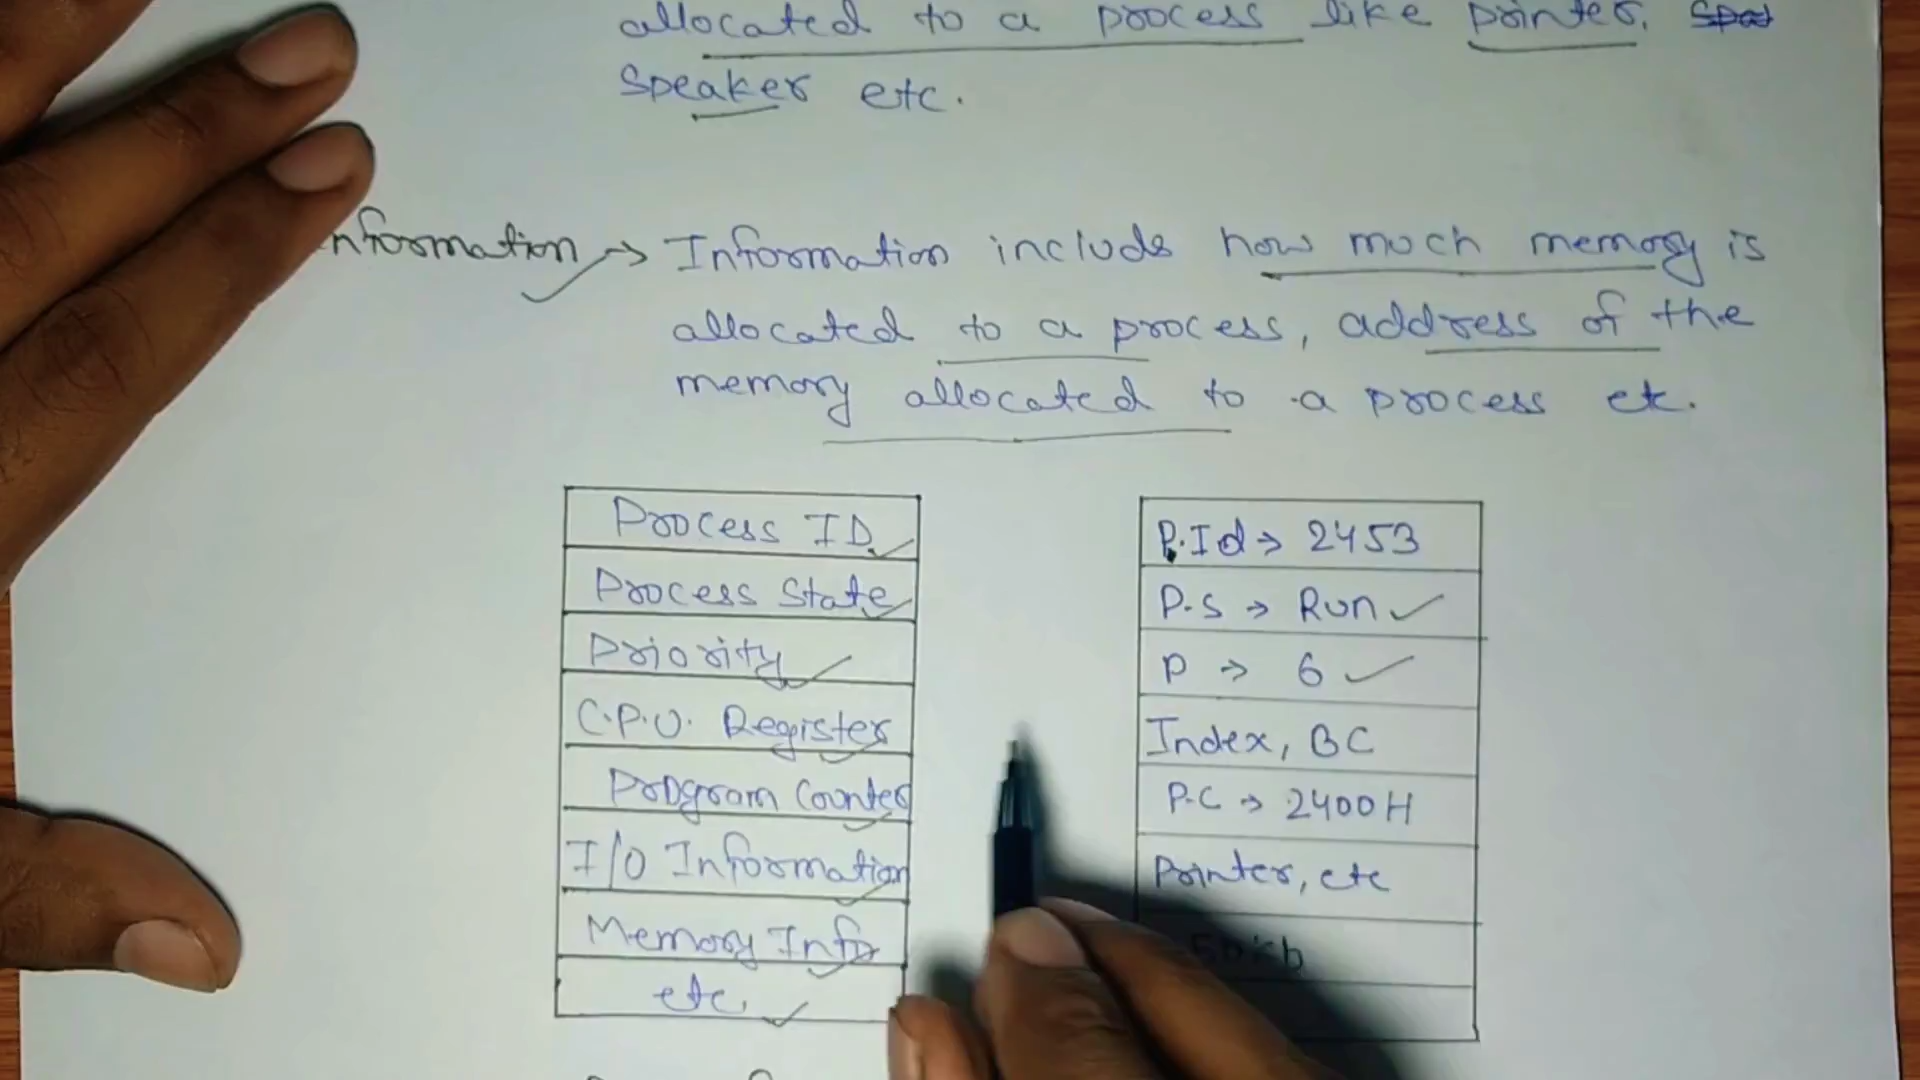 allocated to a process like printer,
Speaker etc.
nformation → Information include how much memory is
allocated to a process, address of the
memory allocated to a process etc.
Process ID
Process State
Priority
C.P.U. Register
Program Counter
I/O Information
Memory Info
etc.
P.Id → 2453
P.S → Run
P → 6
Index, BC
P.C → 2400H
Printer, etc